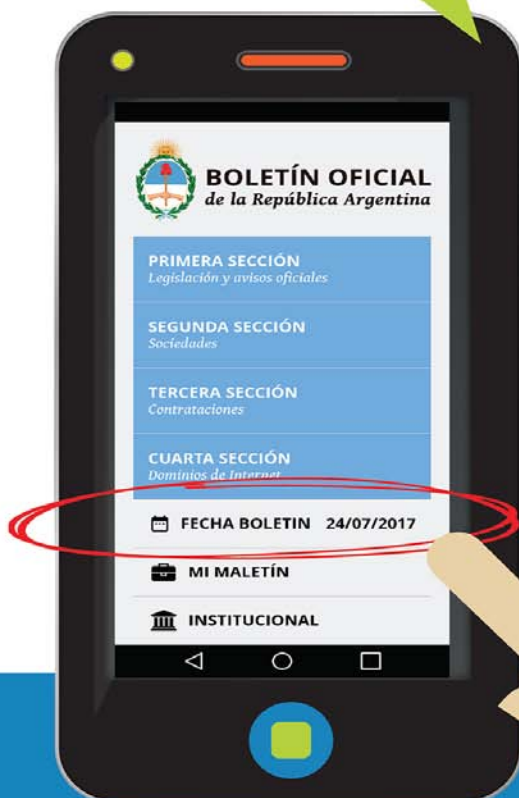 BOLETÍN OFICIAL
de la República Argentina
PRIMERA SECCIÓN
Legislación y avisos oficiales
SEGUNDA SECCIÓN
Sociedades
TERCERA SECCIÓN
Contrataciones
CUARTA SECCIÓN
Dominios de Internet
FECHA BOLETIN 24/07/2017
MI MALETÍN
INSTITUCIONAL